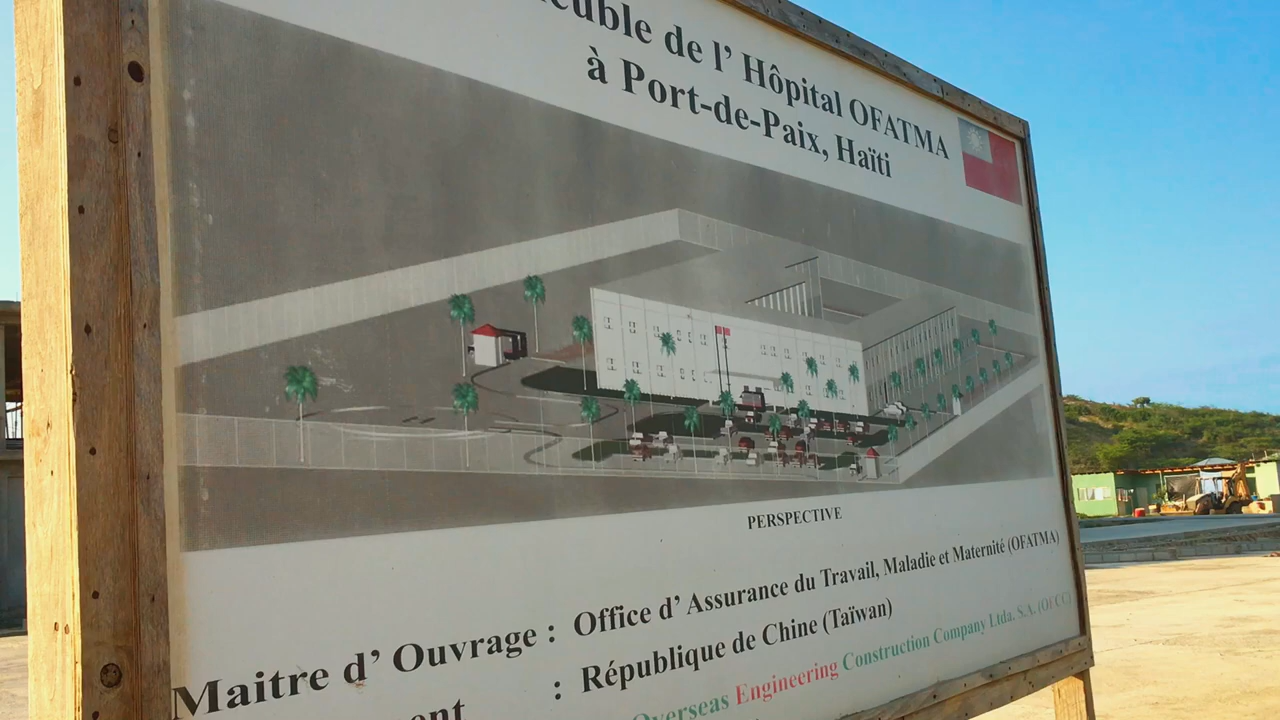 de l' Hôpital OFATMA
à Port-de-Paix, Haïti
PERSPECTIVE
Maitre d' Ouvrage : Office d' Assurance du Travail, Maladie et Maternité (OFATMA)
: République de Chine (Taïwan)
Overseas Engineering Construction Company Ltda. S.A. (OECC)